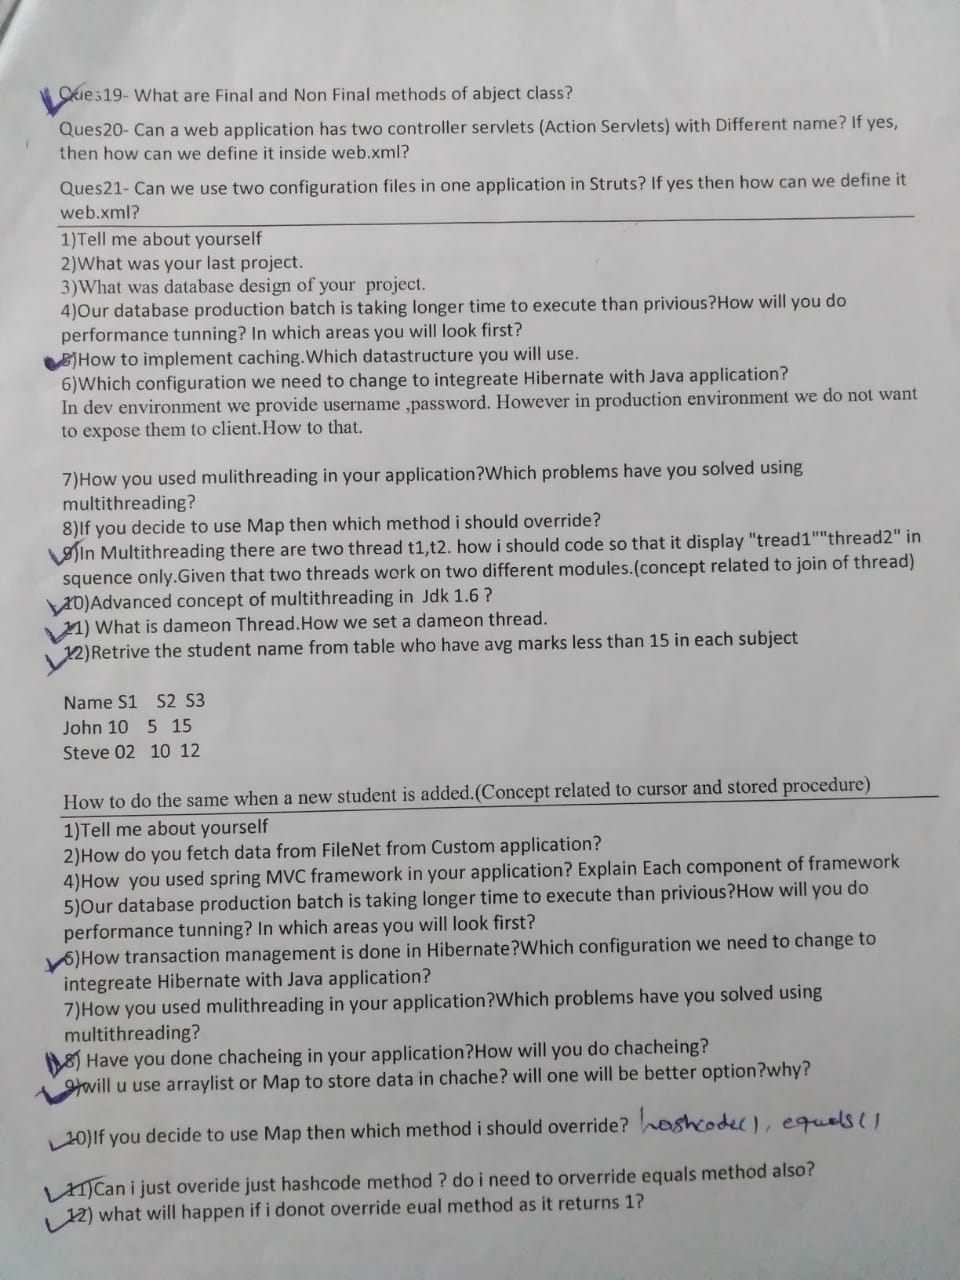 Ques19- What are Final and Non Final methods of abject class?
Ques20- Can a web application has two controller servlets (Action Servlets) with Different name? If yes,
then how can we define it inside web.xml?
Ques21- Can we use two configuration files in one application in Struts? If yes then how can we define it
web.xml?
1)Tell me about yourself
2)What was your last project.
3)What was database design of your project.
4)Our database production batch is taking longer time to execute than privious?How will you do
performance tunning? In which areas you will look first?
5)How to implement caching.Which datastructure you will use.
6)Which configuration we need to change to integreate Hibernate with Java application?
In dev environment we provide username ,password. However in production environment we do not want
to expose them to client.How to that.
7)How you used mulithreading in your application?Which problems have you solved using
multithreading?
8)If you decide to use Map then which method i should override?
9)In Multithreading there are two thread t1,t2. how i should code so that it display "tread1""thread2" in
squence only.Given that two threads work on two different modules.(concept related to join of thread)
10)Advanced concept of multithreading in Jdk 1.6 ?
11) What is dameon Thread.How we set a dameon thread.
12)Retrive the student name from table who have avg marks less than 15 in each subject
Name S1 S2 S3
John 10 5 15
Steve 02 10 12
How to do the same when a new student is added.(Concept related to cursor and stored procedure)
1)Tell me about yourself
2)How do you fetch data from FileNet from Custom application?
4)How you used spring MVC framework in your application? Explain Each component of framework
5)Our database production batch is taking longer time to execute than privious?How will you do
performance tunning? In which areas you will look first?
6)How transaction management is done in Hibernate?Which configuration we need to change to
integreate Hibernate with Java application?
7)How you used mulithreading in your application?Which problems have you solved using
multithreading?
8) Have you done chacheing in your application?How will you do chacheing?
9)will u use arraylist or Map to store data in chache? will one will be better option?why?
10)If you decide to use Map then which method i should override? hashcode(), equals()
11)Can i just overide just hashcode method ? do i need to orverride equals method also?
12) what will happen if i donot override eual method as it returns 1?